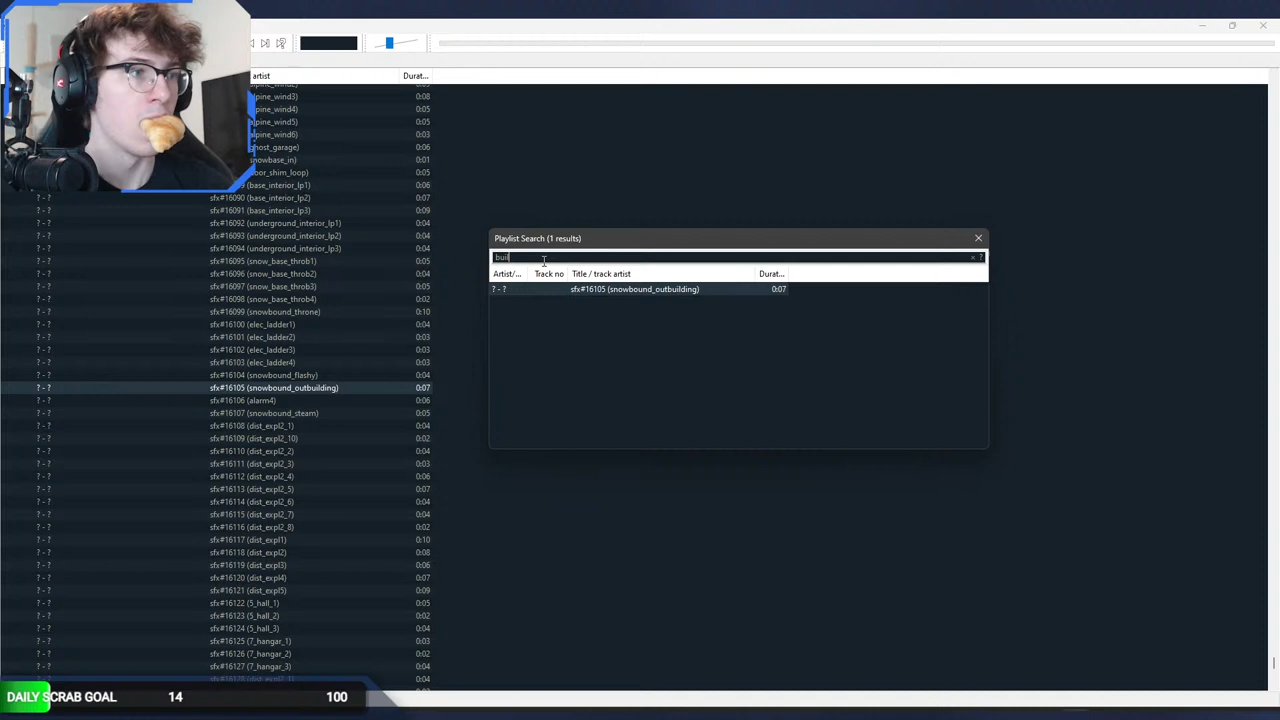 artist Durat...
alpine_wind2)
alpine_wind3) 0:08
alpine_wind4) 0:05
alpine_wind5) 0:05
alpine_wind6) 0:03
ghost_garage) 0:06
snowbase_in) 0:01
oor_shim_loop) 0:05
base_interior_lp1) 0:06
? - ? sfx#16090 (base_interior_lp2) 0:07
? - ? sfx#16091 (base_interior_lp3) 0:09
? - ? sfx#16092 (underground_interior_lp1) 0:04
? - ? sfx#16093 (underground_interior_lp2) 0:04
? - ? sfx#16094 (underground_interior_lp3) 0:04
? - ? sfx#16095 (snow_base_throb1) 0:05
? - ? sfx#16096 (snow_base_throb2) 0:04
? - ? sfx#16097 (snow_base_throb3) 0:05
? - ? sfx#16098 (snow_base_throb4) 0:02
? - ? sfx#16099 (snowbound_throne) 0:10
? - ? sfx#16100 (elec_ladder1) 0:04
? - ? sfx#16101 (elec_ladder2) 0:03
? - ? sfx#16102 (elec_ladder3) 0:03
? - ? sfx#16103 (elec_ladder4) 0:03
? - ? sfx#16104 (snowbound_flashy) 0:04
? - ? sfx#16105 (snowbound_outbuilding) 0:07
? - ? sfx#16106 (alarm4) 0:06
? - ? sfx#16107 (snowbound_steam) 0:05
? - ? sfx#16108 (dist_expl2_1) 0:04
? - ? sfx#16109 (dist_expl2_10) 0:02
? - ? sfx#16110 (dist_expl2_2) 0:04
? - ? sfx#16111 (dist_expl2_3) 0:03
? - ? sfx#16112 (dist_expl2_4) 0:06
? - ? sfx#16113 (dist_expl2_5) 0:07
? - ? sfx#16114 (dist_expl2_6) 0:04
? - ? sfx#16115 (dist_expl2_7) 0:04
? - ? sfx#16116 (dist_expl2_8) 0:02
? - ? sfx#16117 (dist_expl1) 0:10
? - ? sfx#16118 (dist_expl2) 0:08
? - ? sfx#16119 (dist_expl3) 0:06
? - ? sfx#16120 (dist_expl4) 0:07
? - ? sfx#16121 (dist_expl5) 0:09
? - ? sfx#16122 (5_hall_1) 0:05
? - ? sfx#16123 (5_hall_2) 0:02
? - ? sfx#16124 (5_hall_3) 0:04
? - ? sfx#16125 (7_hangar_1) 0:03
? - ? sfx#16126 (7_hangar_2) 0:02
? - ? sfx#16127 (7_hangar_3) 0:04
Playlist Search (1 results)
buil × ?
Artist/... Track no Title / track artist Durat...
? - ? sfx#16105 (snowbound_outbuilding) 0:07
DAILY SCRAB GOAL 14 100